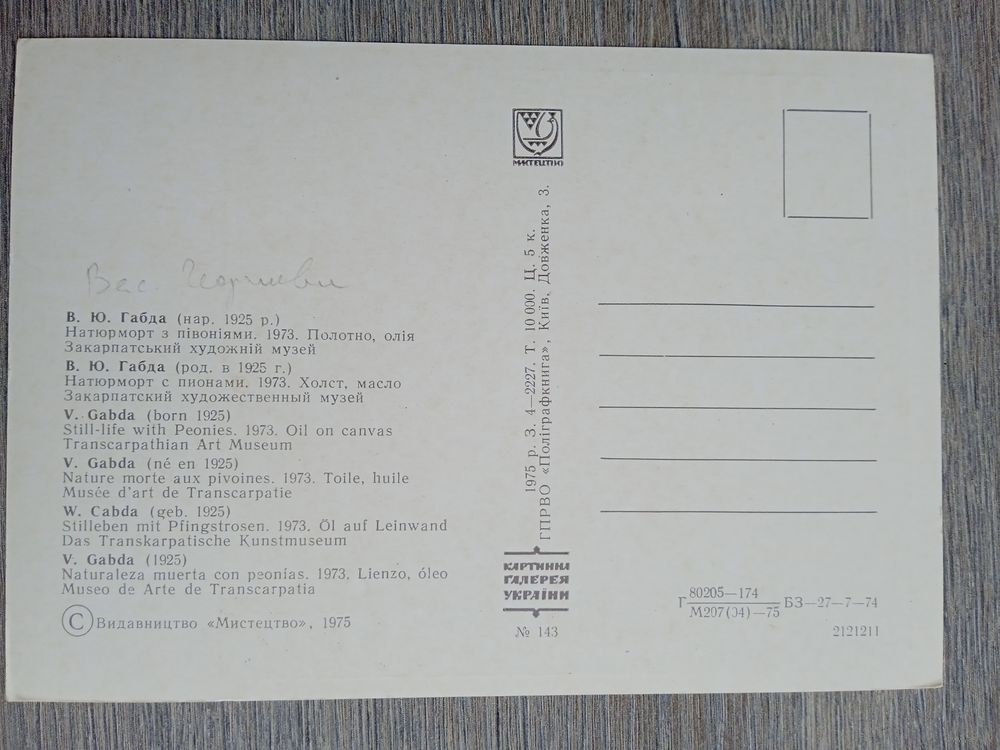 Вас.
В. Ю. Габда (нар. 1925 р.)
Натюрморт з півоніями. 1973. Полотно, олія
Закарпатський художній музей
В. Ю. Габда (род. в 1925 г.)
Натюрморт с пионами. 1973. Холст, масло
Закарпатский художественный музей
V. Gabda (born 1925)
Still-life with Peonies. 1973. Oil on canvas
Transcarpathian Art Museum
V. Gabda (né en 1925)
Nature morte aux pivoines. 1973. Toile, huile
Musée d'art de Transcarpatie
W. Cabda (geb. 1925)
Stilleben mit Pfingstrosen. 1973. Öl auf Leinwand
Das Transkarpatische Kunstmuseum
V. Gabda (1925)
Naturaleza muerta con peonías. 1973. Lienzo, óleo
Museo de Arte de Transcarpatia
© Видавництво «Мистецтво», 1975
МИСТЕЦТВО
1975 р. З. 4—2227. Т. 10 000. Ц. 5 к.
ГПРВО «Поліграфкнига», Київ, Довженка, 3.
КАРТИННА
ГАЛЕРЕЯ
УКРАЇНИ
№ 143
Г 80205—174
М207(04)—75 БЗ—27—7—74
2121211